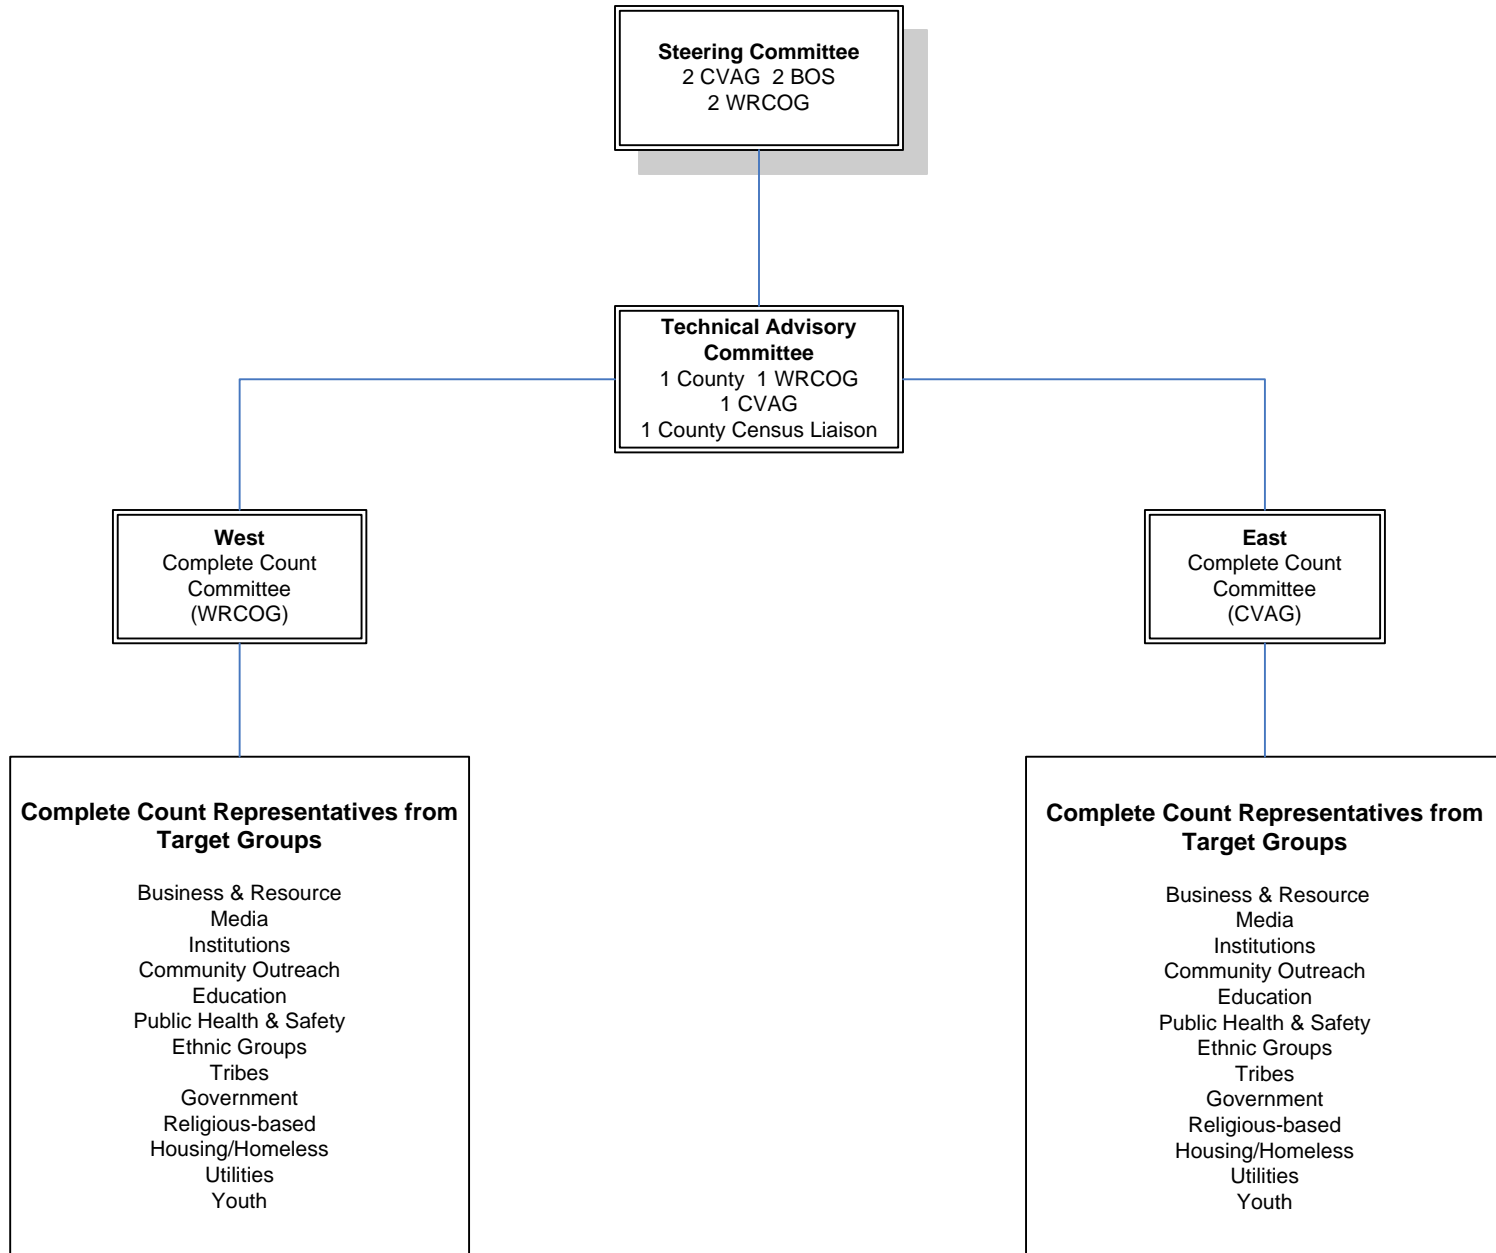 Steering Committee
2 CVAG  2 BOS
2 WRCOG
Technical Advisory
Committee
1 County  1 WRCOG
1 CVAG
1 County Census Liaison
West
Complete Count
Committee
(WRCOG)
East
Complete Count
Committee
(CVAG)
Complete Count Representatives from
Target Groups
Business & Resource
Media
Institutions
Community Outreach
Education
Public Health & Safety
Ethnic Groups
Tribes
Government
Religious-based
Housing/Homeless
Utilities
Youth
Complete Count Representatives from
Target Groups
Business & Resource
Media
Institutions
Community Outreach
Education
Public Health & Safety
Ethnic Groups
Tribes
Government
Religious-based
Housing/Homeless
Utilities
Youth